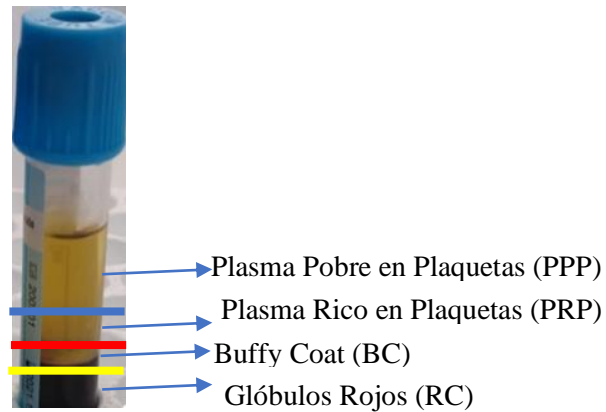 Plasma Pobre en Plaquetas (PPP)
Plasma Rico en Plaquetas (PRP)
Buffy Coat (BC)
Glóbulos Rojos (RC)